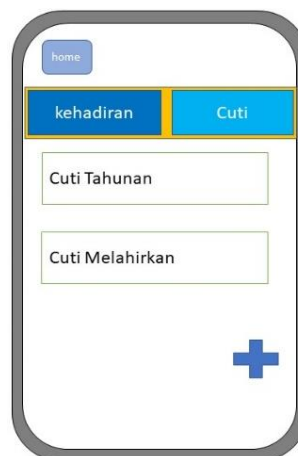 home
kehadiran
Cuti
Cuti Tahunan
Cuti Melahirkan